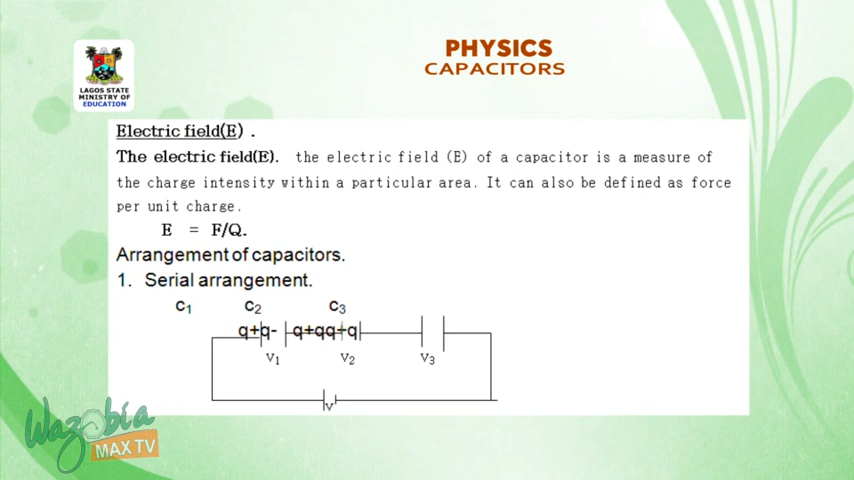 PHYSICS
CAPACITORS
LAGOS STATE
MINISTRY OF
EDUCATION
Electric field(E) .
The electric field(E). the electric field (E) of a capacitor is a measure of
the charge intensity within a particular area. It can also be defined as force
per unit charge.
E = F/Q.
Arrangement of capacitors.
1. Serial arrangement.
C1 C2 C3
q+q- q+qq+q
V1 V2 V3
V
Wazobia
MAX TV